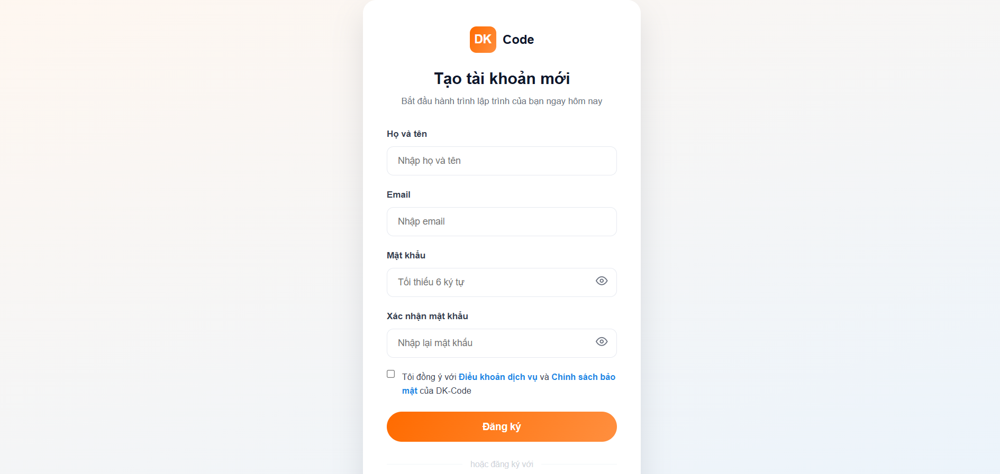 DK Code
Tạo tài khoản mới
Bắt đầu hành trình lập trình của bạn ngay hôm nay
Họ và tên
Nhập họ và tên
Email
Nhập email
Mật khẩu
Tối thiểu 6 ký tự
Xác nhận mật khẩu
Nhập lại mật khẩu
Tôi đồng ý với Điều khoản dịch vụ và Chính sách bảo
mật của DK-Code
Đăng ký
hoặc đăng ký với